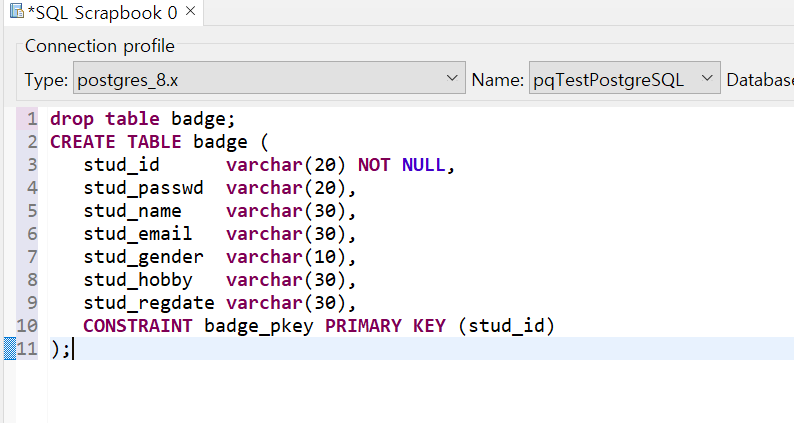 *SQL Scrapbook 0
Connection profile
Type: postgres_8.x Name: pqTestPostgreSQL Database
1 drop table badge;
2 CREATE TABLE badge (
3 stud_id varchar(20) NOT NULL,
4 stud_passwd varchar(20),
5 stud_name varchar(30),
6 stud_email varchar(30),
7 stud_gender varchar(10),
8 stud_hobby varchar(30),
9 stud_regdate varchar(30),
10 CONSTRAINT badge_pkey PRIMARY KEY (stud_id)
11 );